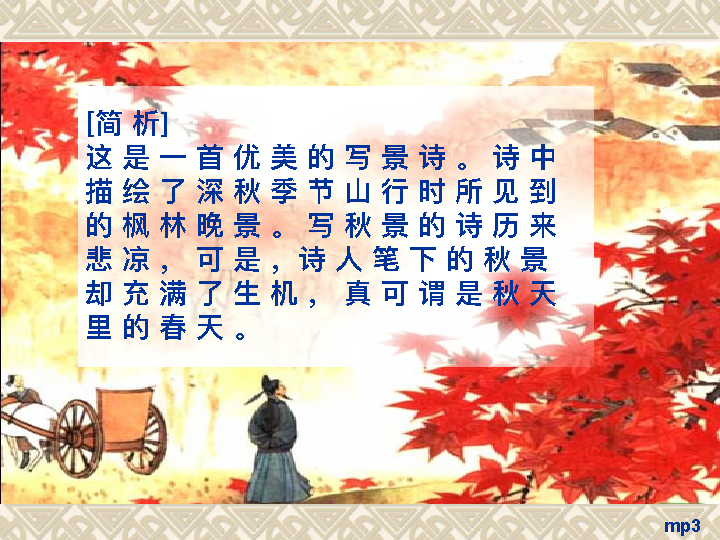 [简 析]
这 是 一 首 优 美 的 写 景 诗 。 诗 中
描 绘 了 深 秋 季 节 山 行 时 所 见 到
的 枫 林 晚 景 。 写 秋 景 的 诗 历 来
悲 凉 ， 可 是 ，诗 人 笔 下 的 秋 景
却 充 满 了 生 机 ， 真 可 谓 是 秋 天
里 的 春 天 。
mp3